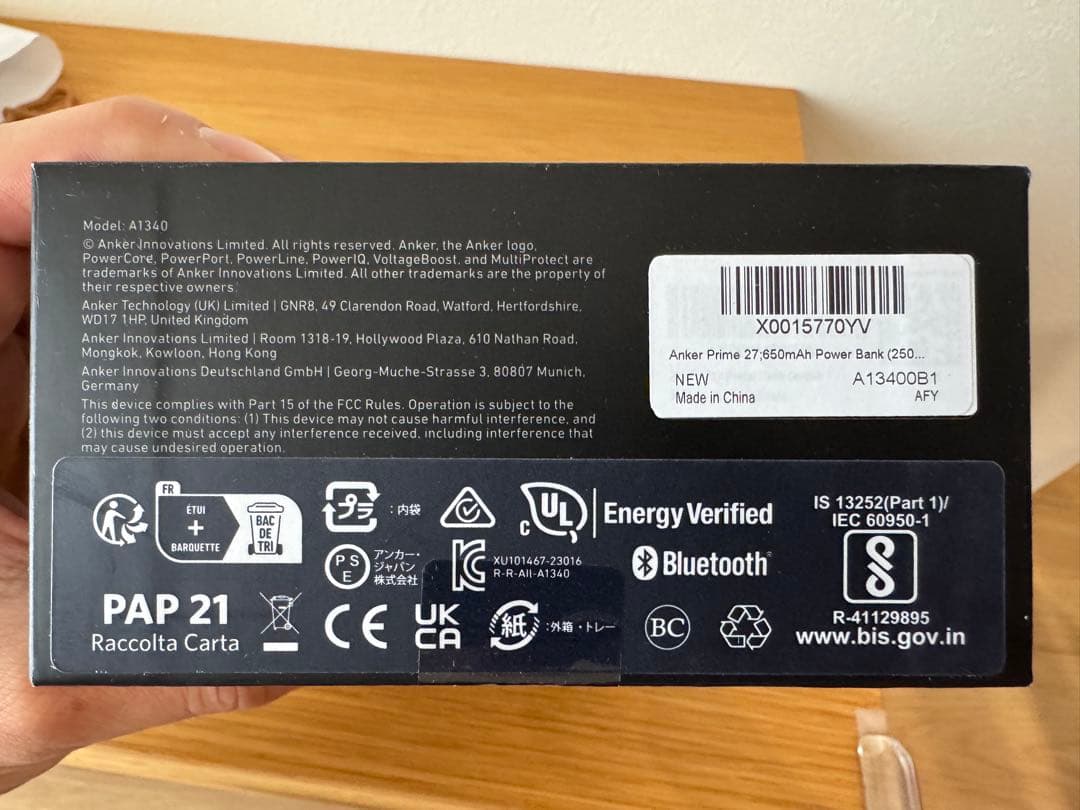 Model: A1340
© Anker Innovations Limited. All rights reserved. Anker, the Anker logo,
PowerCore, PowerPort, PowerLine, PowerIQ, VoltageBoost, and MultiProtect are
trademarks of Anker Innovations Limited. All other trademarks are the property of
their respective owners.
Anker Technology (UK) Limited | GNR8, 49 Clarendon Road, Watford, Hertfordshire,
WD17 1HP, United Kingdom
Anker Innovations Limited | Room 1318-19, Hollywood Plaza, 610 Nathan Road,
Mongkok, Kowloon, Hong Kong
Anker Innovations Deutschland GmbH | Georg-Muche-Strasse 3, 80807 Munich,
Germany
This device complies with Part 15 of the FCC Rules. Operation is subject to the
following two conditions: (1) This device may not cause harmful interference, and
(2) this device must accept any interference received, including interference that
may cause undesired operation.
X0015770YV
Anker Prime 27,650mAh Power Bank (250...
NEW A13400B1
Made in China AFY
FR
ÉTUI
+
BARQUETTE
BAC
DE
TRI
プラ : 内袋
c UL Energy Verified
IS 13252(Part 1)/
IEC 60950-1
PS
E
アンカー・
ジャパン
株式会社
XU101467-23016
R-R-AII-A1340
Bluetooth®
R-41129895
www.bis.gov.in
PAP 21
Raccolta Carta
CE
UK
CA
紙 : 外箱・トレー
BC